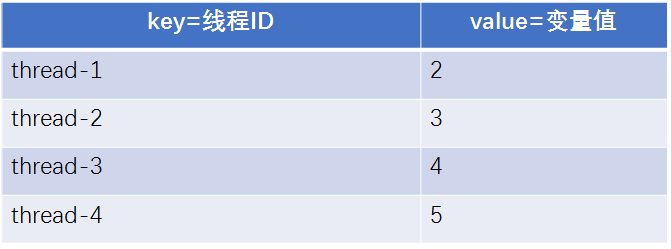 key=线程ID value=变量值
thread-1 2
thread-2 3
thread-3 4
thread-4 5